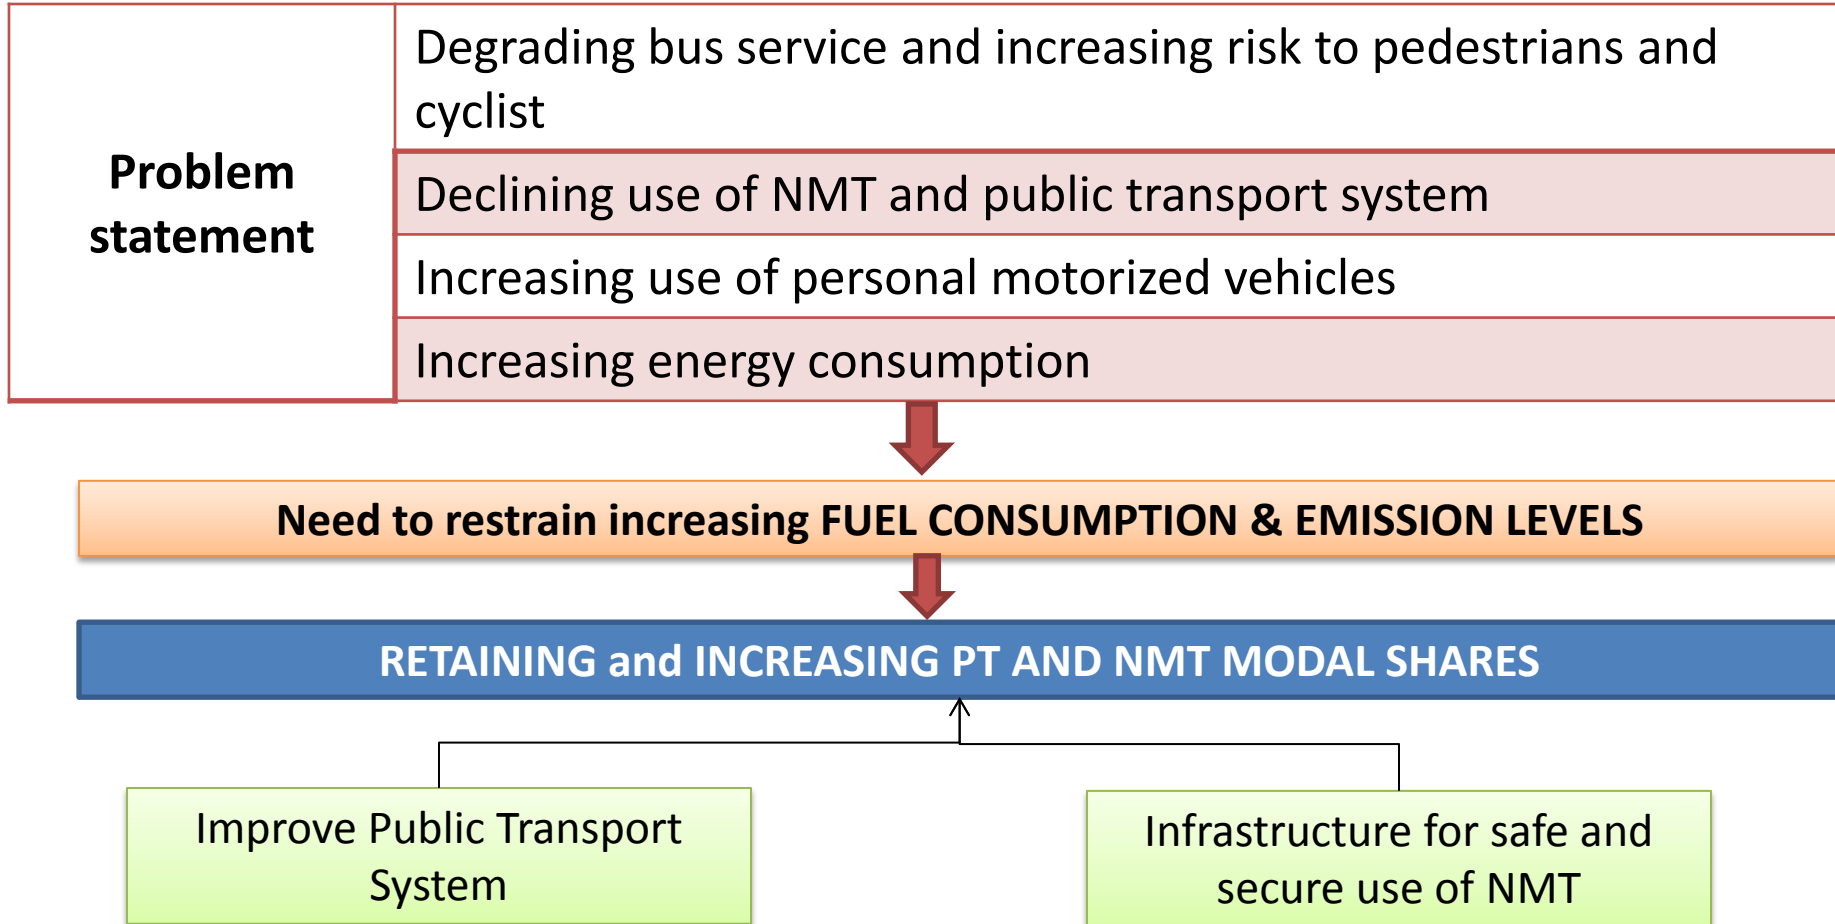 Problem
statement
Degrading bus service and increasing risk to pedestrians and
cyclist
Declining use of NMT and public transport system
Increasing use of personal motorized vehicles
Increasing energy consumption
Need to restrain increasing FUEL CONSUMPTION & EMISSION LEVELS
RETAINING and INCREASING PT AND NMT MODAL SHARES
Improve Public Transport
System
Infrastructure for safe and
secure use of NMT